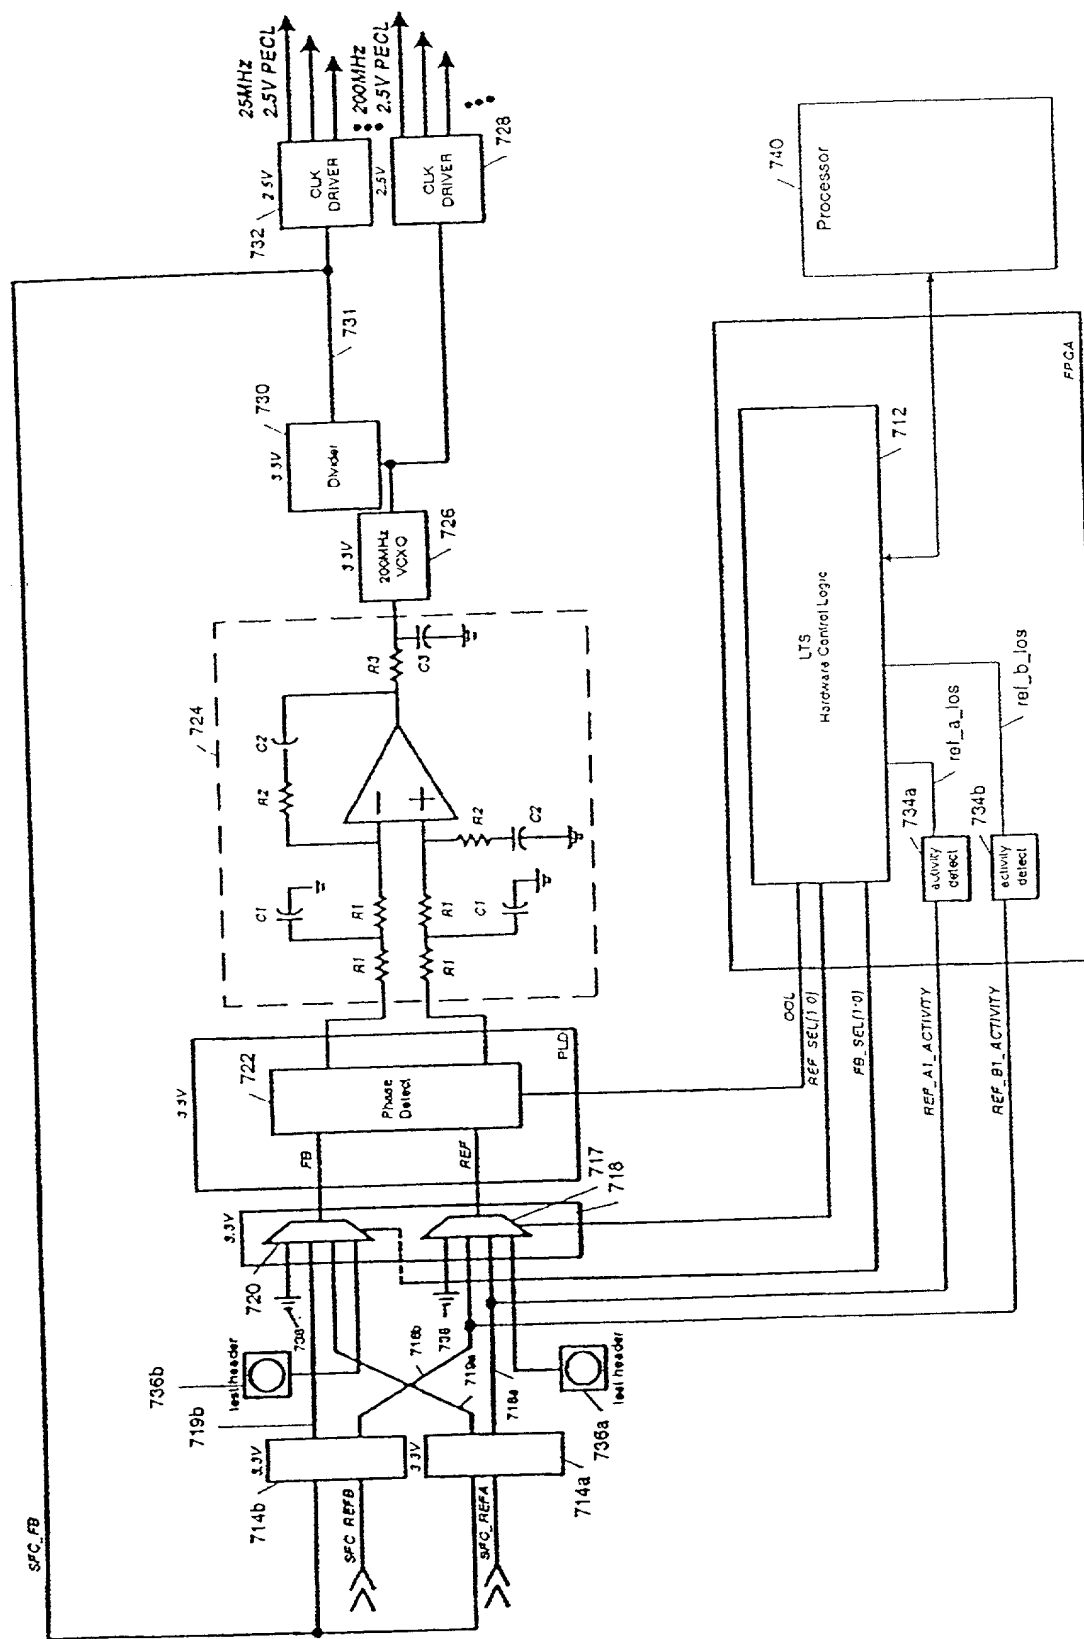 25MHz
2.5V PECL
200MHz
2.5V PECL
2.5V
CLK
DRIVER
732
2.5V
CLK
DRIVER
728
740
Processor
731
730
3.3V
Divider
3.3V
200MHz
VCXO
726
724
R3
C3
C2
R2
R2
C2
C1
R1
R1
R1
R1
C1
FPGA
712
LTS
Hardware Control Logic
734a
activity
detect
734b
activity
detect
ref_a_los
ref_b_los
OOL
REF_SEL(1:0)
FB_SEL(1:0)
REF_A1_ACTIVITY
REF_B1_ACTIVITY
3.3V
722
Phase
Detect
PLD
FB
REF
3.3V
717
718
720
738
738
718b
719a
718a
test header
736b
719b
test header
736a
3.3V
714b
3.3V
714a
SFC_REFB
SFC_REFA
SFC_FB